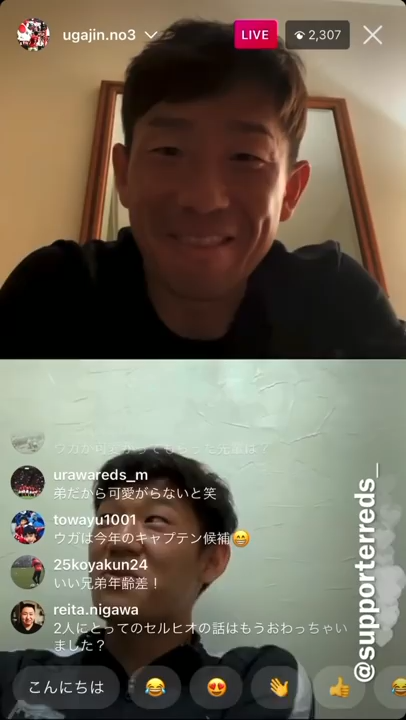 ugajin.no3
LIVE
2,307
urawareds_m
弟だから可愛がらないと笑
towayu1001
ウガは今年のキャプテン候補😁
25koyakun24
いい兄弟年齢差！
reita.nigawa
2人にとってのセルヒオの話はもうおわっちゃい
ました？
こんにちは
@supporterreds_